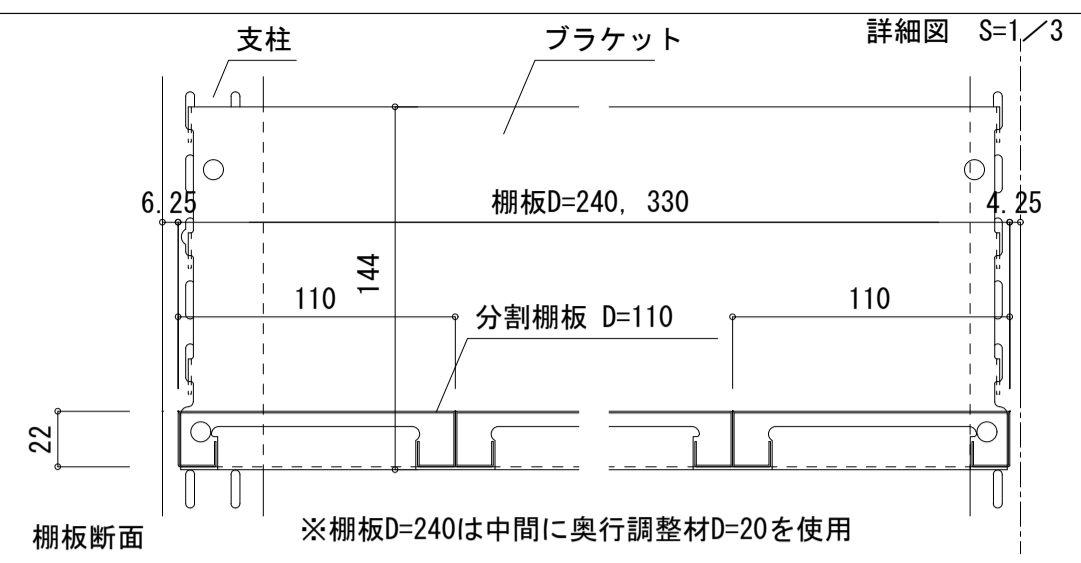 詳細図 S=1/3
支柱
ブラケット
6.25
棚板D=240, 330
4.25
144
110
110
分割棚板 D=110
22
棚板断面
※棚板D=240は中間に奥行調整材D=20を使用